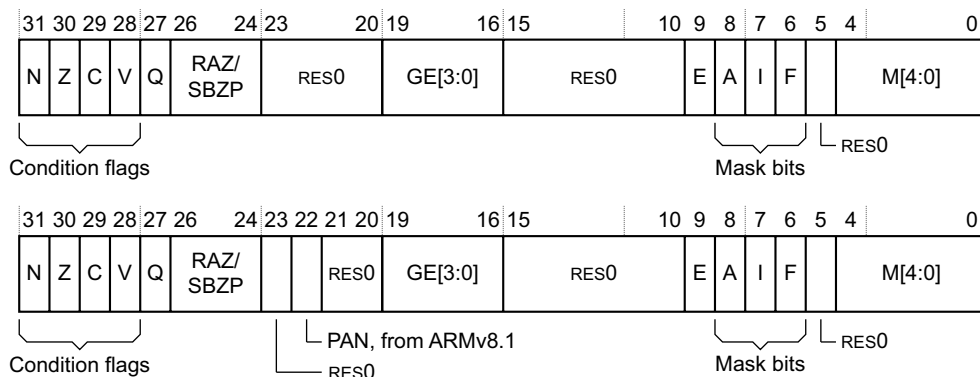 31 30 29 28 27 26 24 23 20 19 16 15 10 9 8 7 6 5 4 0
N Z C V Q RAZ/ SBZP RES0 GE[3:0] RES0 E A I F M[4:0]
RES0
Condition flags Mask bits
31 30 29 28 27 26 24 23 22 21 20 19 16 15 10 9 8 7 6 5 4 0
N Z C V Q RAZ/ SBZP RES0 GE[3:0] RES0 E A I F M[4:0]
PAN, from ARMv8.1 RES0
Condition flags Mask bits
RES0